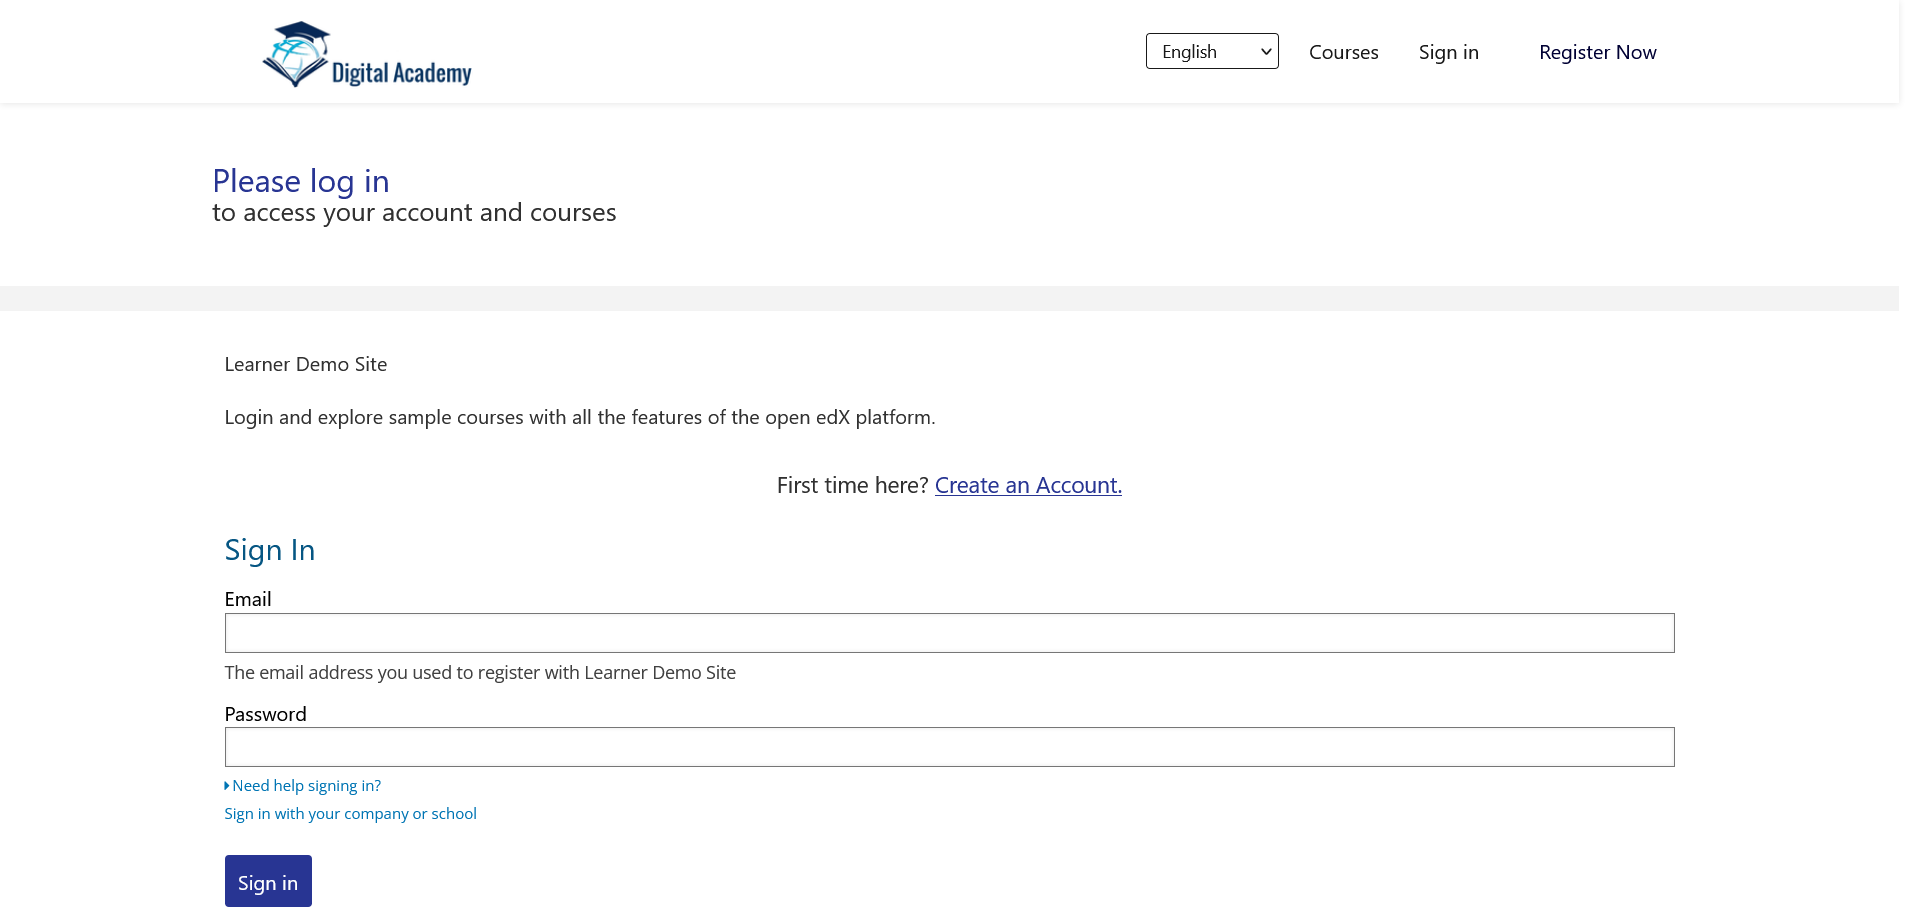 Digital Academy
English
Courses
Sign in
Register Now
Please log in
to access your account and courses
Learner Demo Site
Login and explore sample courses with all the features of the open edX platform.
First time here? Create an Account.
Sign In
Email
The email address you used to register with Learner Demo Site
Password
Need help signing in?
Sign in with your company or school
Sign in